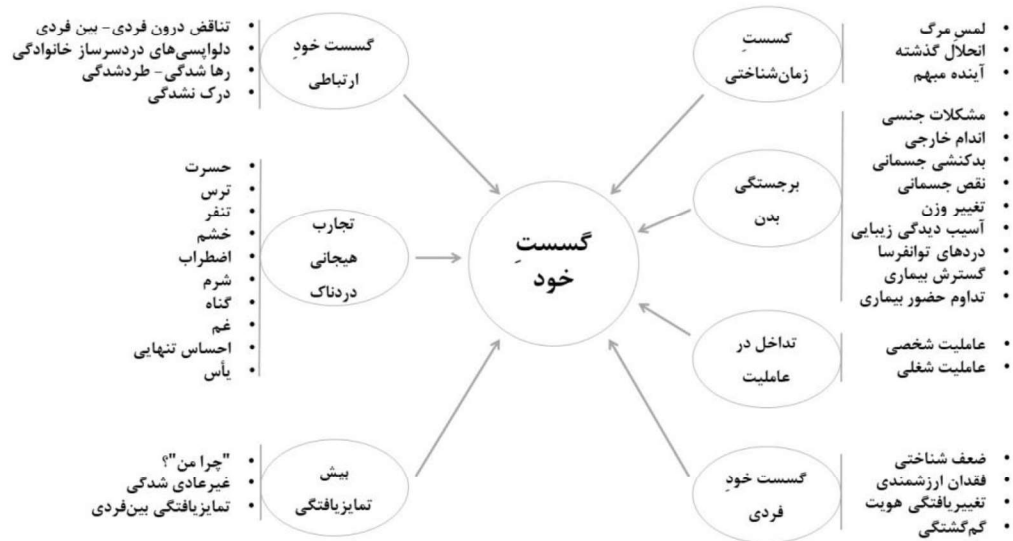 لمسِ مرگ
انحلال گذشته
آینده مبهم
گسستِ
زمان‌شناختی
مشکلات جنسی
اندام خارجی
بدکنشی جسمانی
نقص جسمانی
تغییر وزن
آسیب دیدگی زیبایی
دردهای توانفرسا
گسترش بیماری
تداوم حضور بیماری
برجستگی
بدن
عاملیت شخصی
عاملیت شغلی
تداخل در
عاملیت
ضعف شناختی
فقدان ارزشمندی
تغییریافتگی هویت
گم‌گشتگی
گسست خودِ
فردی
گسستِ
خود
گسست خودِ
ارتباطی
تناقض درون فردی- بین فردی
دلواپسی‌های دردسرساز خانوادگی
رها شدگی- طردشدگی
درک نشدگی
تجارب
هیجانی
دردناک
حسرت
ترس
تنفر
خشم
اضطراب
شرم
گناه
غم
احساس تنهایی
یأس
بیش
تمایزیافتگی
"چرا من"؟
غیرعادی شدگی
تمایزیافتگی بین‌فردی